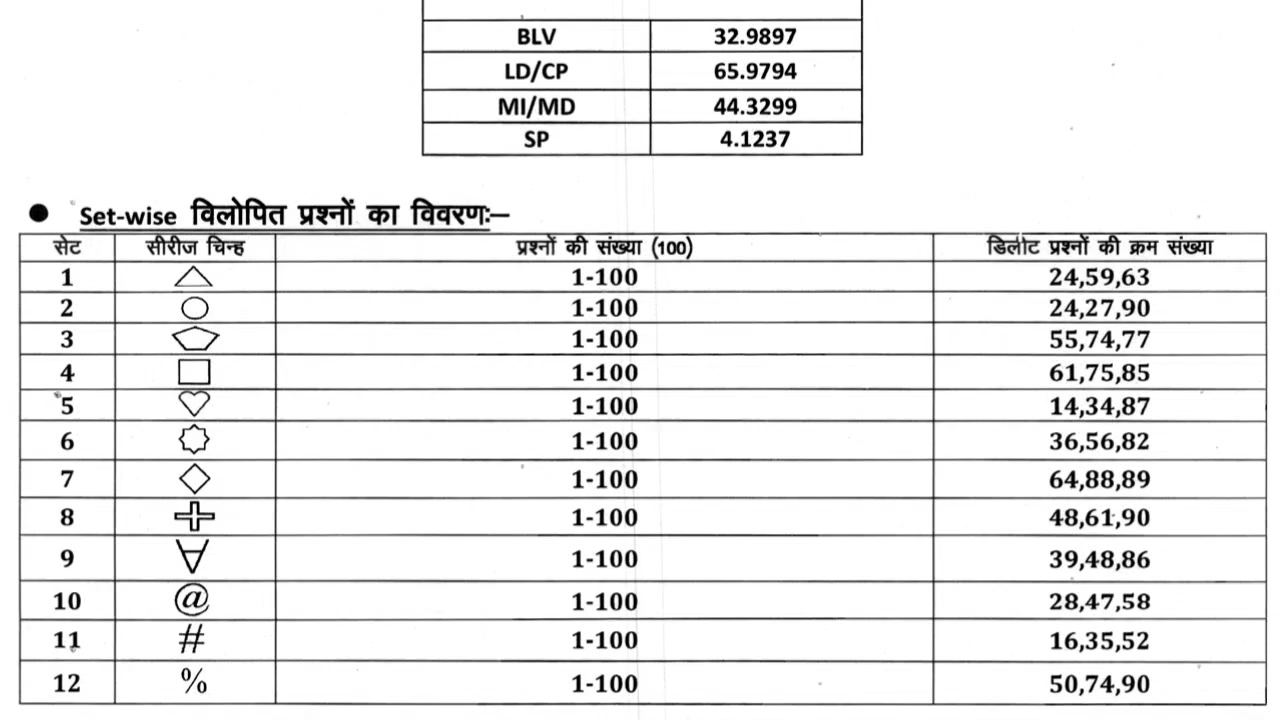 BLV 32.9897
LD/CP 65.9794
MI/MD 44.3299
SP 4.1237
● Set-wise विलोपित प्रश्नों का विवरणः–
सेट सीरीज चिन्ह प्रश्नों की संख्या (100) डिलीट प्रश्नों की क्रम संख्या
1 △ 1-100 24,59,63
2 ○ 1-100 24,27,90
3 ⬠ 1-100 55,74,77
4 □ 1-100 61,75,85
5 ♡ 1-100 14,34,87
6 1-100 36,56,82
7 ◇ 1-100 64,88,89
8 ✚ 1-100 48,61,90
9 ∀ 1-100 39,48,86
10 @ 1-100 28,47,58
11 # 1-100 16,35,52
12 % 1-100 50,74,90